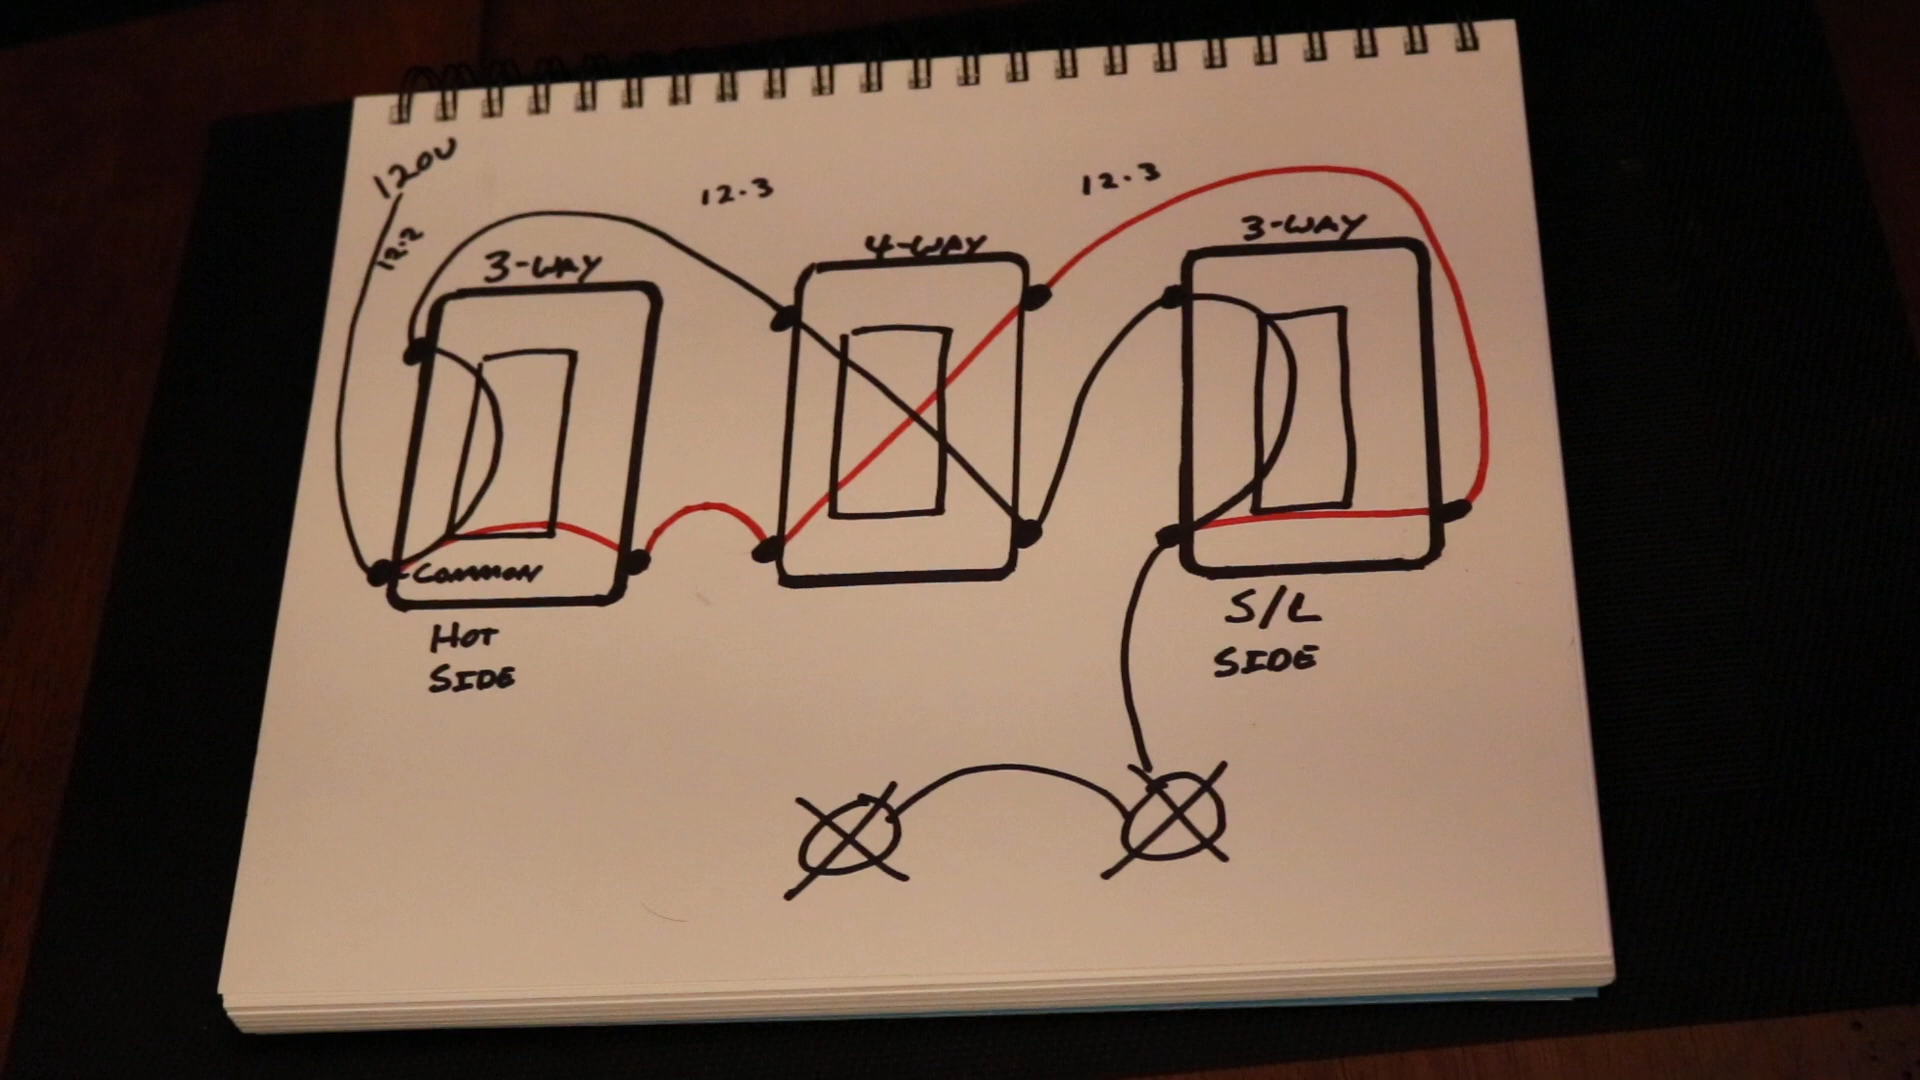 120V
12.2
12.3
12.3
3-WAY
4-WAY
3-WAY
COMMON
HOT
SIDE
S/L
SIDE